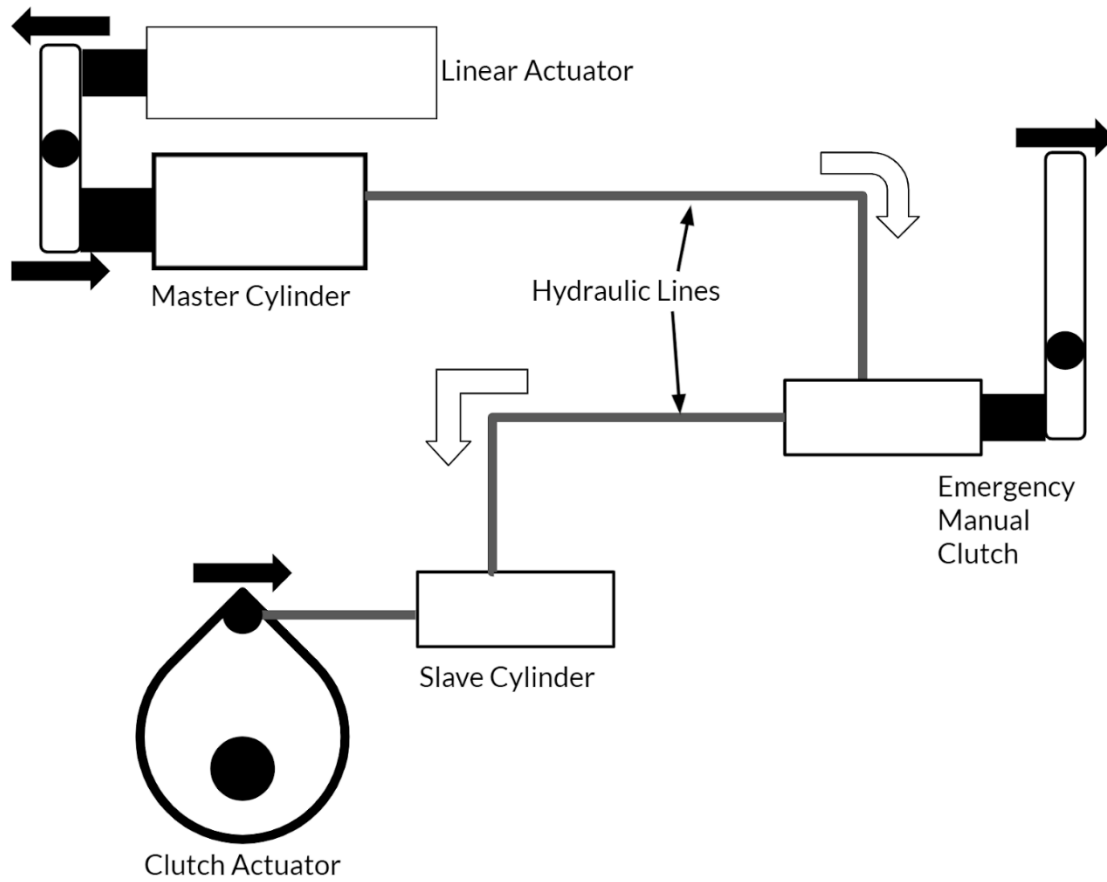 Linear Actuator
Master Cylinder
Hydraulic Lines
Emergency
Manual
Clutch
Slave Cylinder
Clutch Actuator